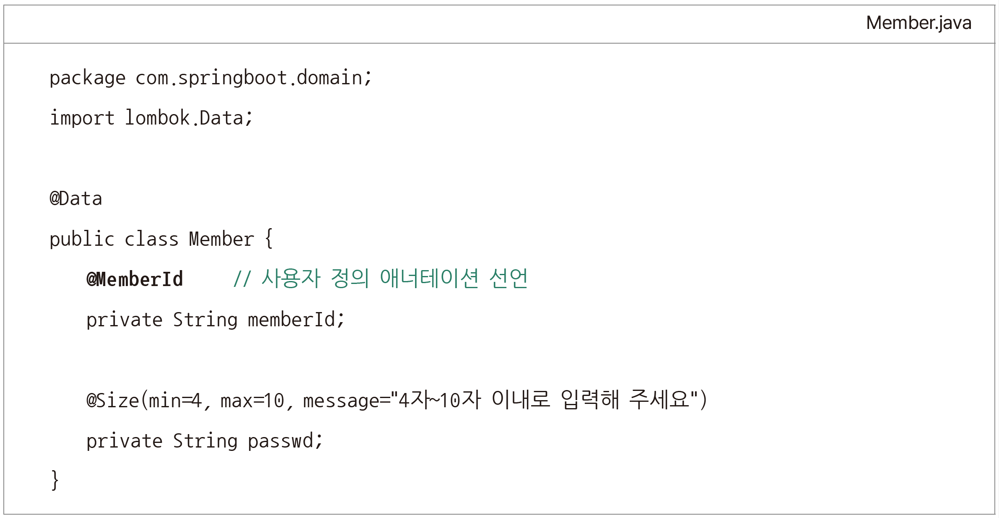 Member.java
package com.springboot.domain;
import lombok.Data;
@Data
public class Member {
@MemberId // 사용자 정의 애너테이션 선언
private String memberId;
@Size(min=4, max=10, message="4자~10자 이내로 입력해 주세요")
private String passwd;
}